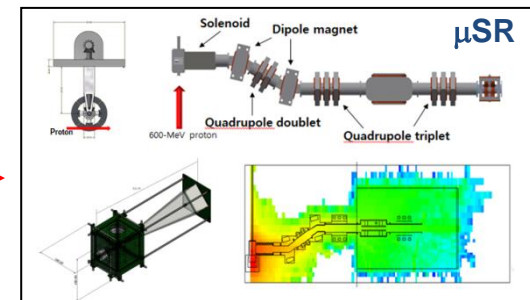 μSR
Solenoid
Dipole magnet
Proton
Quadrupole doublet
600-MeV proton
Quadrupole triplet